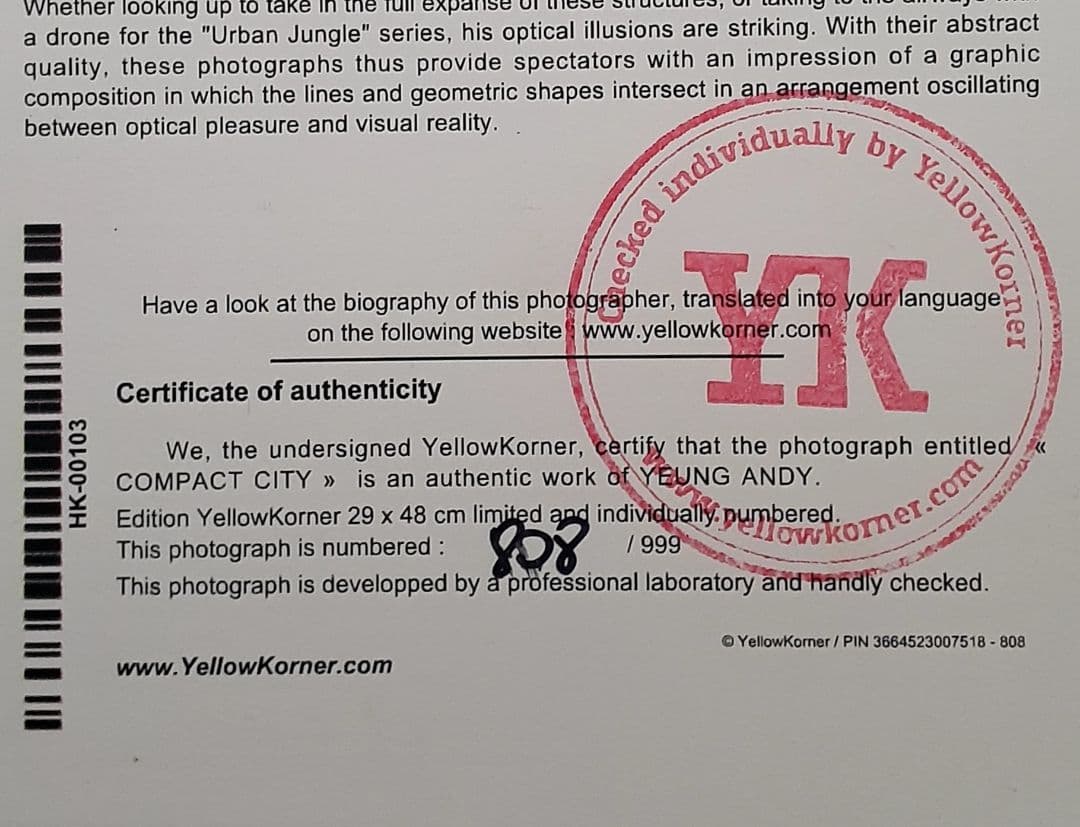 Whether looking up to take in the full expanse of these structures, or taking to the airways with
a drone for the "Urban Jungle" series, his optical illusions are striking. With their abstract
quality, these photographs thus provide spectators with an impression of a graphic
composition in which the lines and geometric shapes intersect in an arrangement oscillating
between optical pleasure and visual reality.
Checked individually by YellowKorner
YK
www.yellowkorner.com
Have a look at the biography of this photographer, translated into your language
on the following website : www.yellowkorner.com
Certificate of authenticity
We, the undersigned YellowKorner, certify that the photograph entitled «
COMPACT CITY » is an authentic work of YEUNG ANDY.
Edition YellowKorner 29 x 48 cm limited and individually numbered.
This photograph is numbered : 808 / 999
This photograph is developped by a professional laboratory and handly checked.
© YellowKorner / PIN 3664523007518 - 808
www.YellowKorner.com
HK-00103